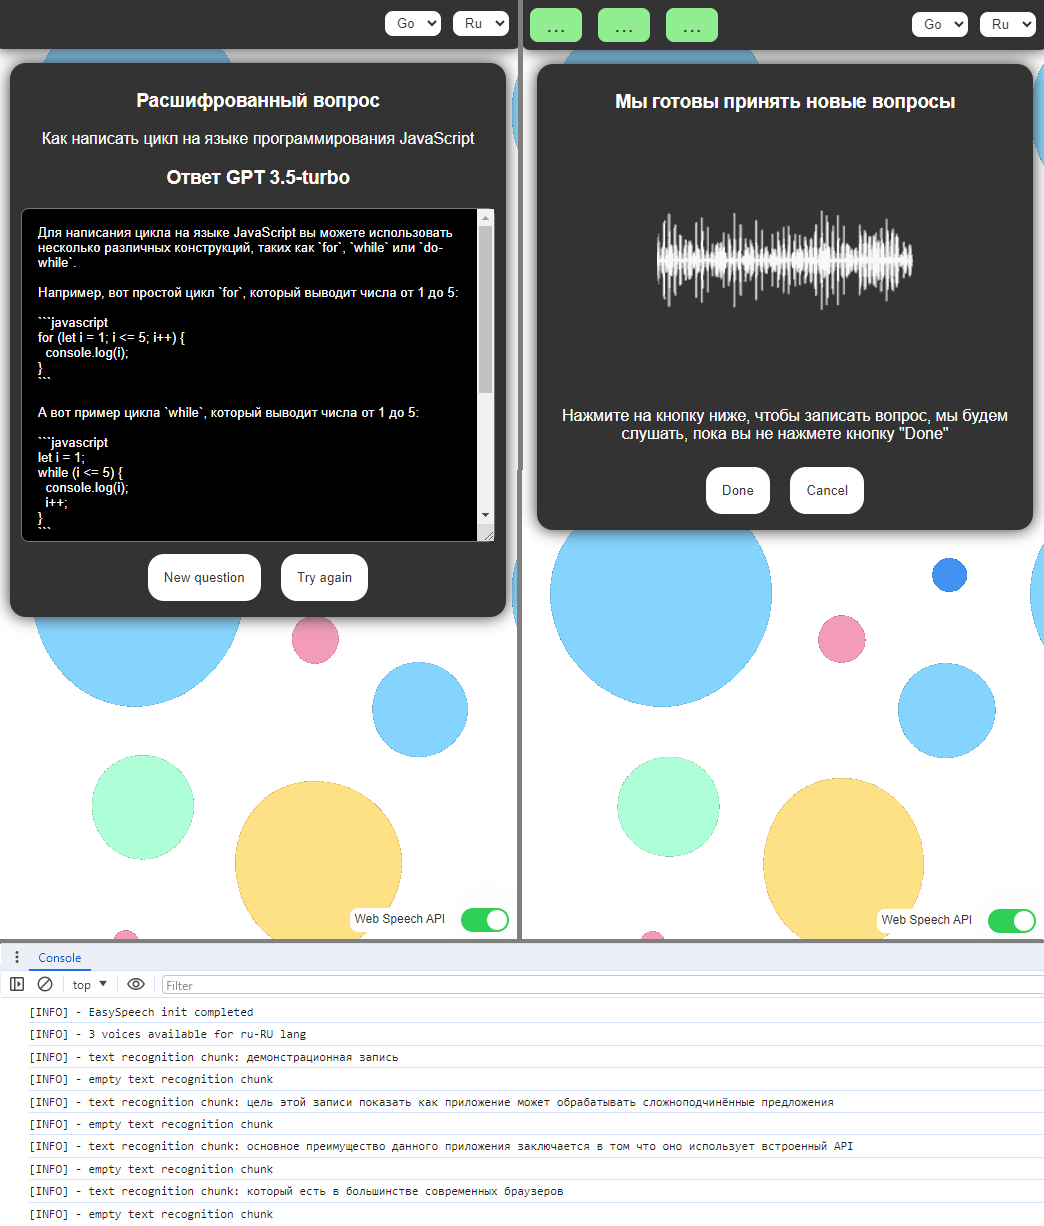 Go
Ru
Расшифрованный вопрос
Как написать цикл на языке программирования JavaScript
Ответ GPT 3.5-turbo
Для написания цикла на языке JavaScript вы можете использовать
несколько различных конструкций, таких как `for`, `while` или `do-
while`.
Например, вот простой цикл `for`, который выводит числа от 1 до 5:
```javascript
for (let i = 1; i <= 5; i++) {
console.log(i);
}
```
А вот пример цикла `while`, который выводит числа от 1 до 5:
```javascript
let i = 1;
while (i <= 5) {
console.log(i);
i++;
}
```
New question
Try again
Web Speech API
...
...
...
Go
Ru
Мы готовы принять новые вопросы
Нажмите на кнопку ниже, чтобы записать вопрос, мы будем
слушать, пока вы не нажмете кнопку "Done"
Done
Cancel
Web Speech API
Console
top
Filter
[INFO] - EasySpeech init completed
[INFO] - 3 voices available for ru-RU lang
[INFO] - text recognition chunk: демонстрационная запись
[INFO] - empty text recognition chunk
[INFO] - text recognition chunk: цель этой записи показать как приложение может обрабатывать сложноподчинённые предложения
[INFO] - empty text recognition chunk
[INFO] - text recognition chunk: основное преимущество данного приложения заключается в том что оно использует встроенный API
[INFO] - empty text recognition chunk
[INFO] - text recognition chunk: который есть в большинстве современных браузеров
[INFO] - empty text recognition chunk